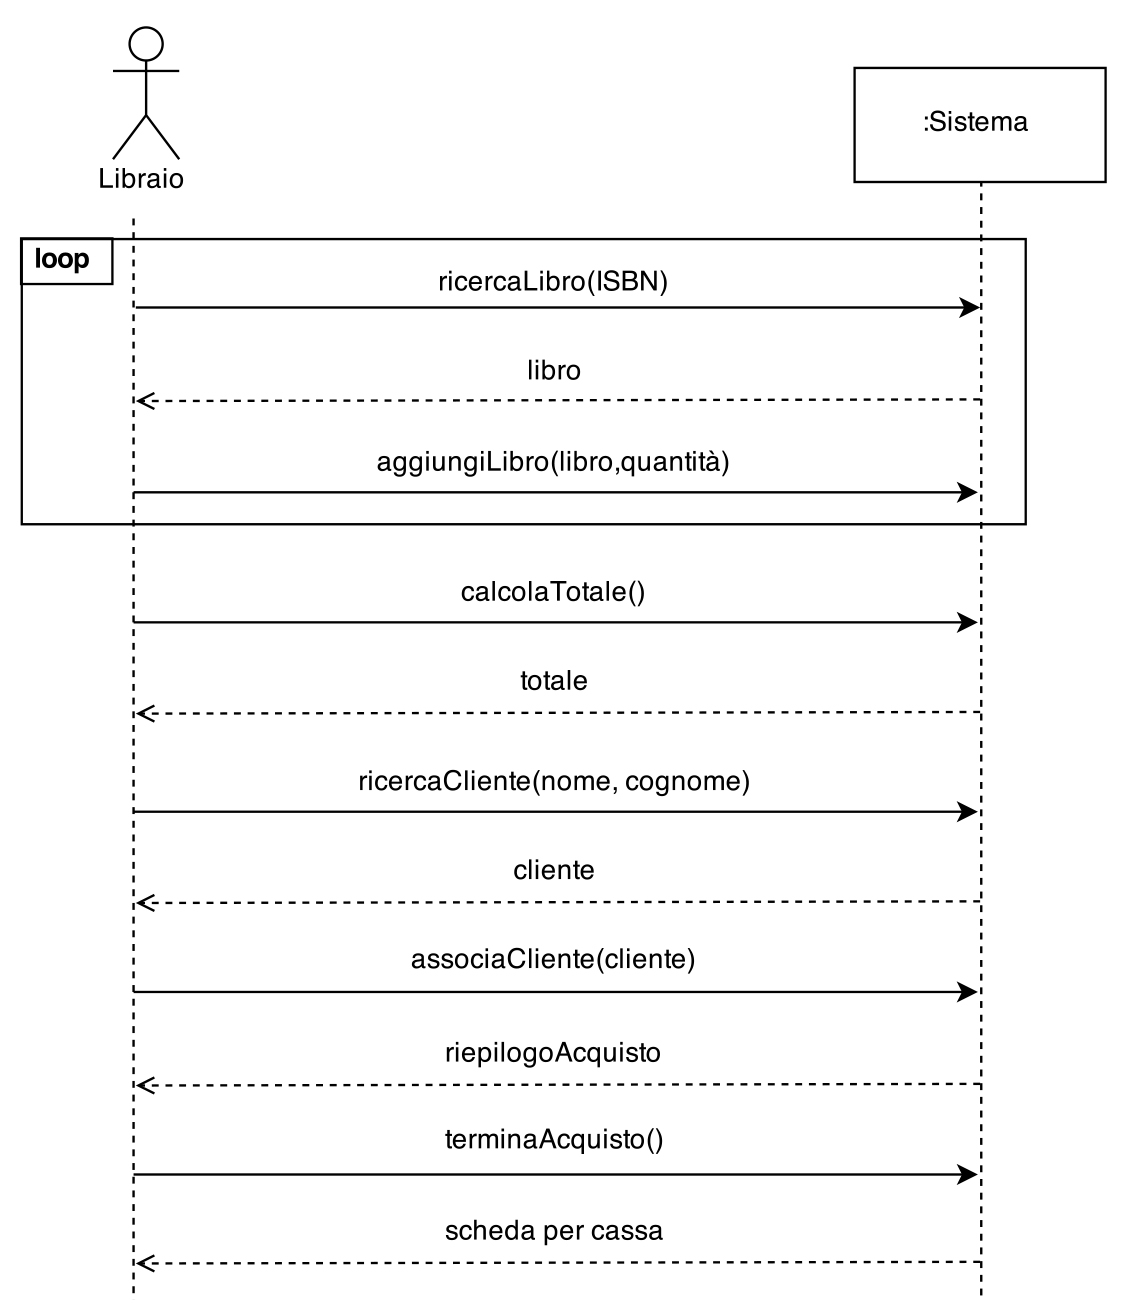 Libraio
:Sistema
loop
ricercaLibro(ISBN)
libro
aggiungiLibro(libro,quantità)
calcolaTotale()
totale
ricercaCliente(nome, cognome)
cliente
associaCliente(cliente)
riepilogoAcquisto
terminaAcquisto()
scheda per cassa